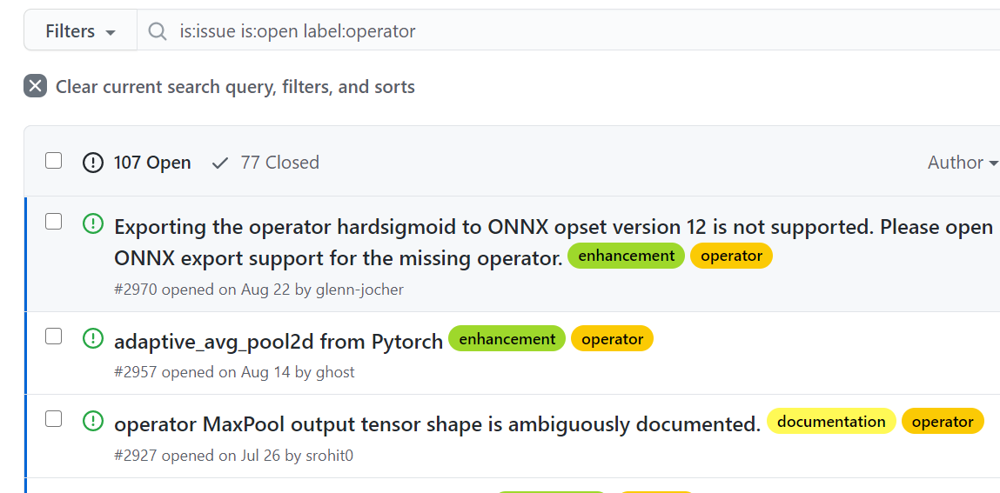 Filters is:issue is:open label:operator
Clear current search query, filters, and sorts
107 Open 77 Closed Author
Exporting the operator hardsigmoid to ONNX opset version 12 is not supported. Please open
ONNX export support for the missing operator. enhancement operator
#2970 opened on Aug 22 by glenn-jocher
adaptive_avg_pool2d from Pytorch enhancement operator
#2957 opened on Aug 14 by ghost
operator MaxPool output tensor shape is ambiguously documented. documentation operator
#2927 opened on Jul 26 by srohit0